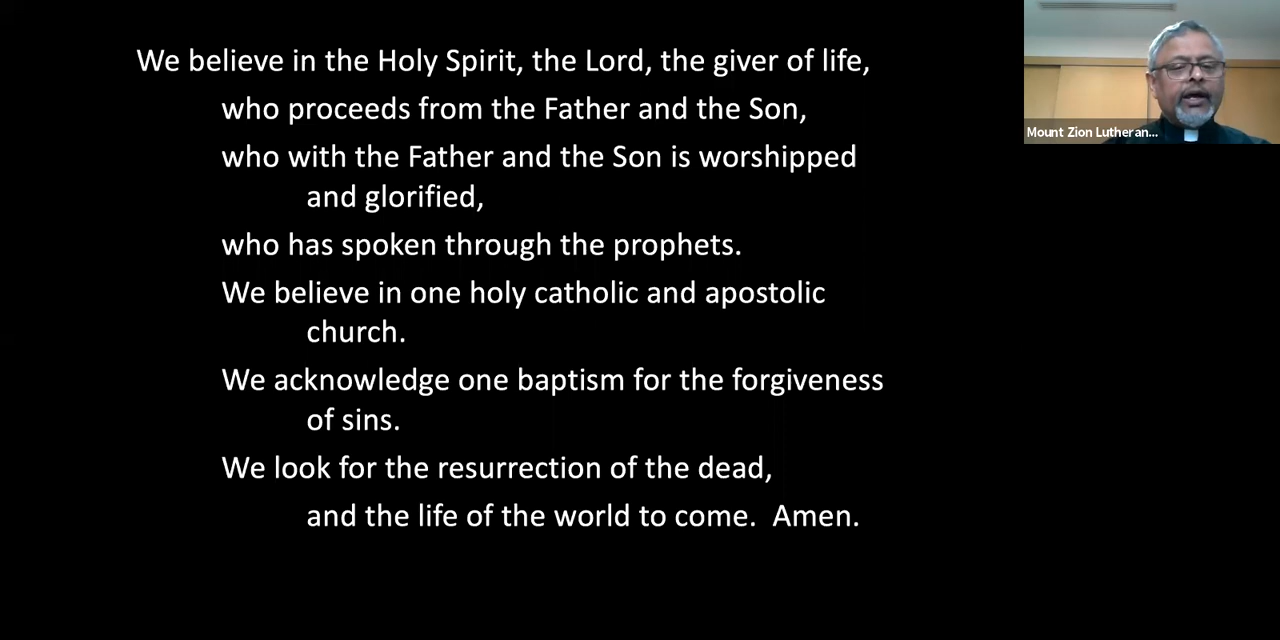 We believe in the Holy Spirit, the Lord, the giver of life,
who proceeds from the Father and the Son,
who with the Father and the Son is worshipped
and glorified,
who has spoken through the prophets.
We believe in one holy catholic and apostolic
church.
We acknowledge one baptism for the forgiveness
of sins.
We look for the resurrection of the dead,
and the life of the world to come.  Amen.
Mount Zion Lutheran...